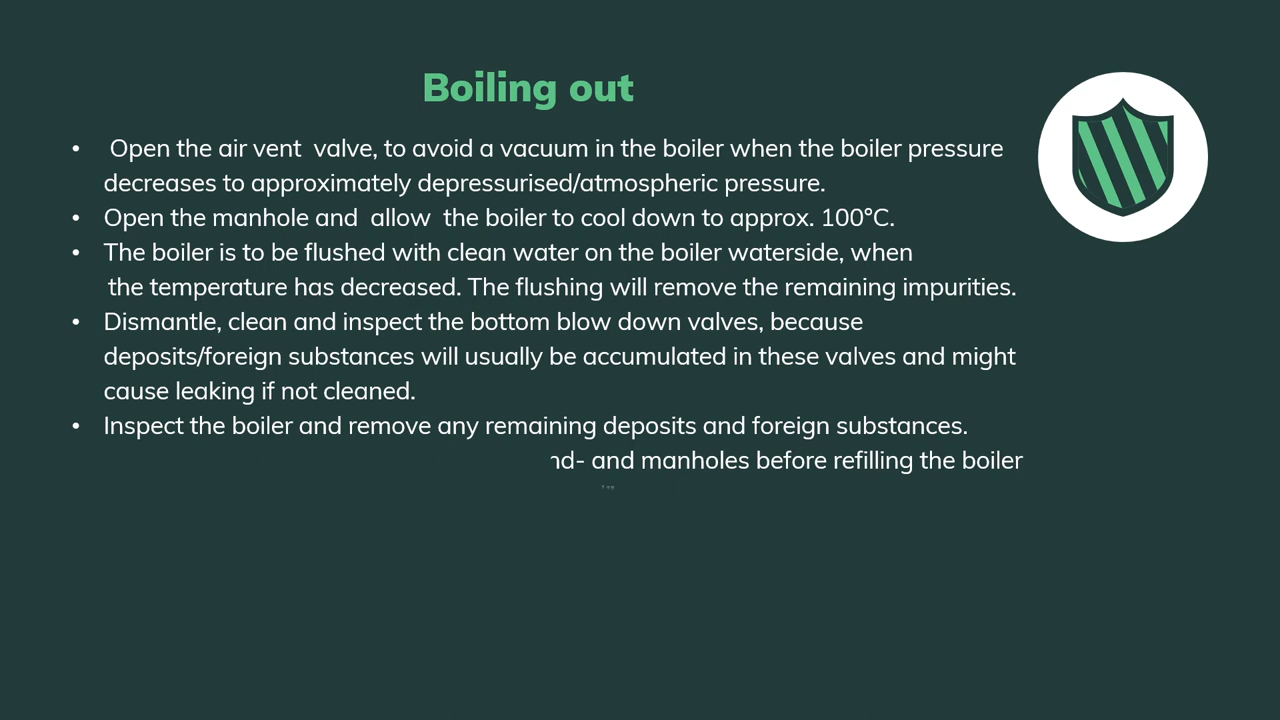 Boiling out
• Open the air vent valve, to avoid a vacuum in the boiler when the boiler pressure
decreases to approximately depressurised/atmospheric pressure.
• Open the manhole and allow the boiler to cool down to approx. 100°C.
• The boiler is to be flushed with clean water on the boiler waterside, when
the temperature has decreased. The flushing will remove the remaining impurities.
• Dismantle, clean and inspect the bottom blow down valves, because
deposits/foreign substances will usually be accumulated in these valves and might
cause leaking if not cleaned.
• Inspect the boiler and remove any remaining deposits and foreign substances.
and manholes before refilling the boiler